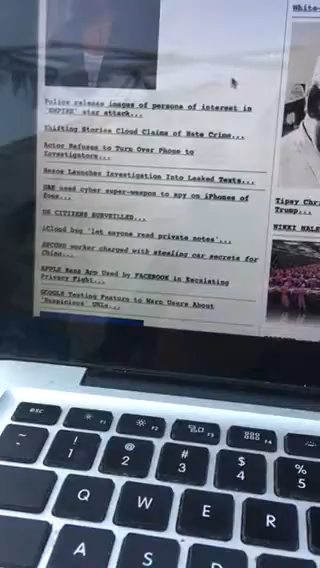 White-
Police release images of persons of interest in
'EMPIRE' star attack...
Shifting Stories Cloud Claims of Hate Crime...
Actor Refuses to Turn Over Phone to
Investigators...
Bezos Launches Investigation Into Leaked Texts...
UAE used cyber super-weapon to spy on iPhones of
foes...
US CITIZENS SURVEILLED...
iCloud bug 'let anyone read private notes'...
SECOND worker charged with stealing car secrets for
China...
APPLE Bans App Used by FACEBOOK in Escalating
Privacy Fight...
GOOGLE Testing Feature to Warn Users About
'Suspicious' URLs...
Tipsy Chr
Trump...
NIKKI HALE
esc
F1
F2
F3
F4
~
! 1
@ 2
# 3
$ 4
% 5
Q W E R
A S